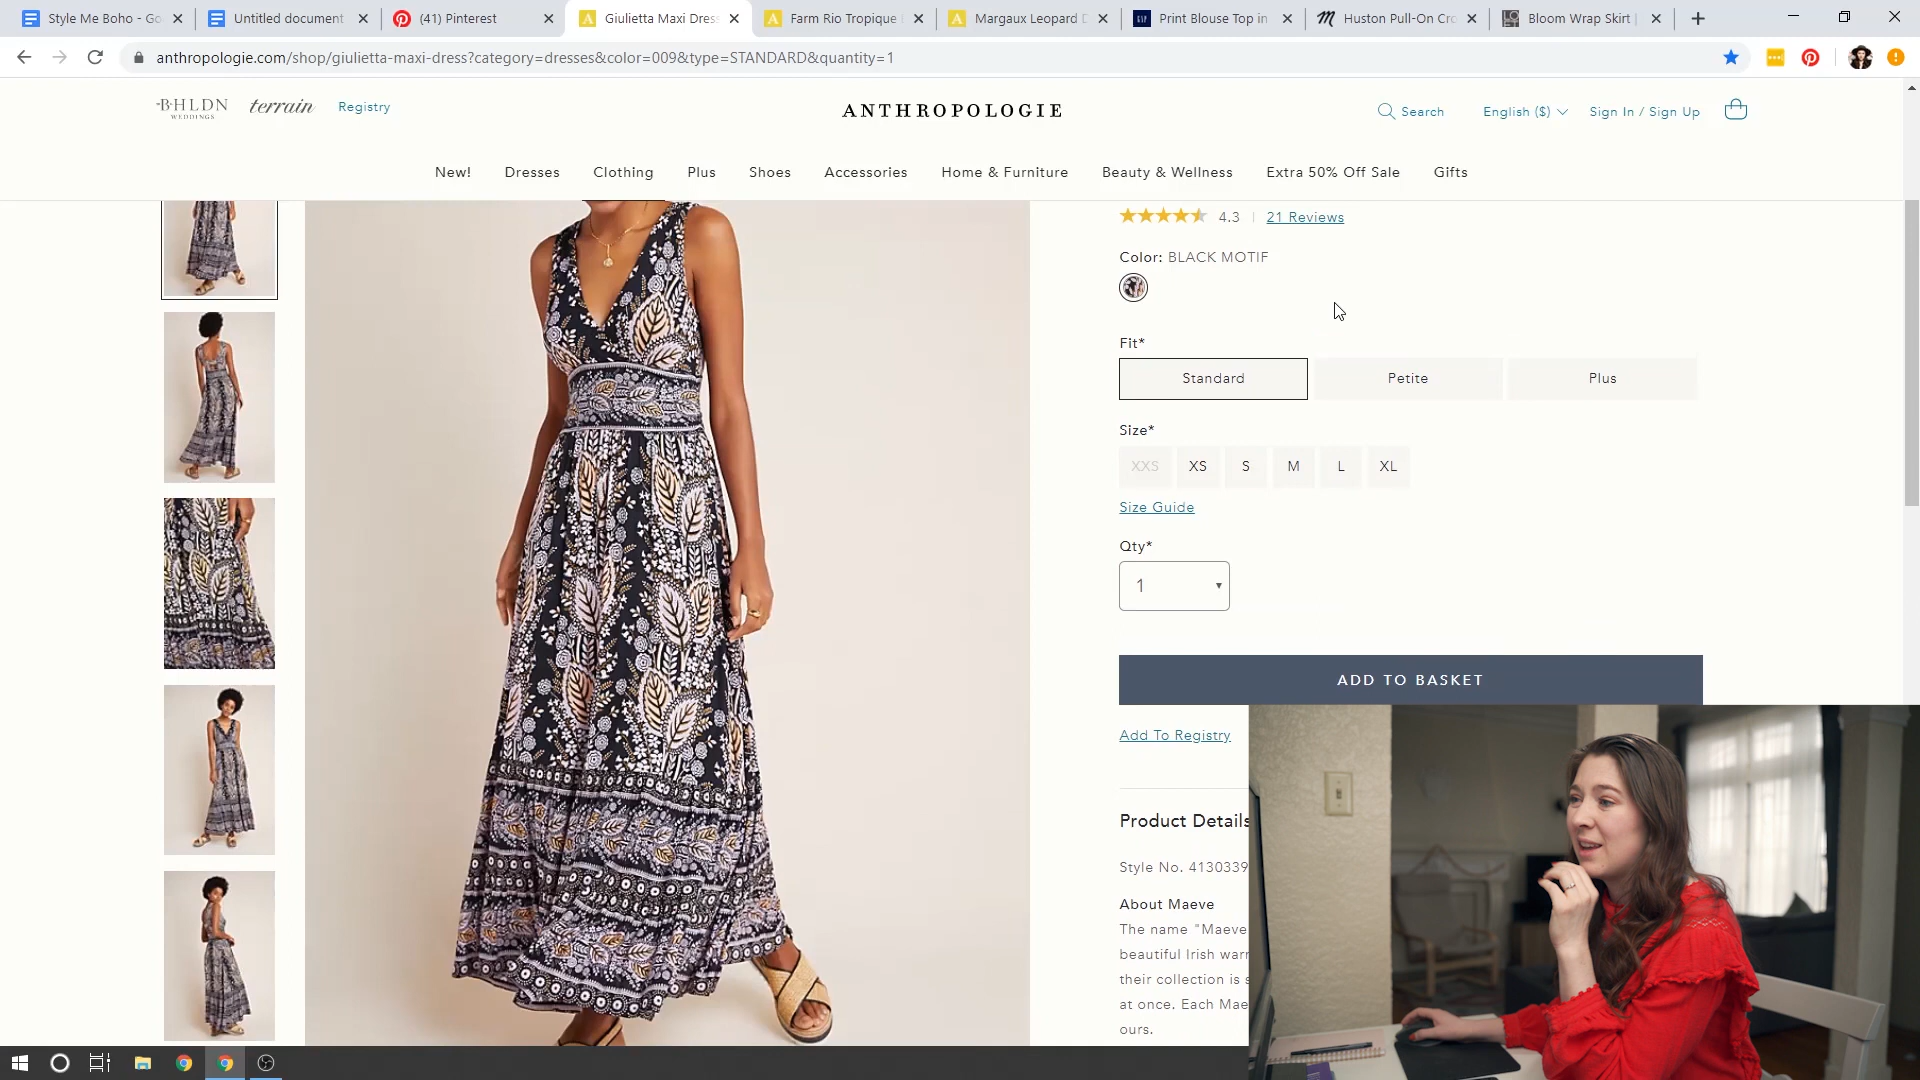 Style Me Boho - Go
Untitled document
(41) Pinterest
Giulietta Maxi Dres
Farm Rio Tropique
Margaux Leopard D
Print Blouse Top in
Huston Pull-On Cro
Bloom Wrap Skirt |
anthropologie.com/shop/giulietta-maxi-dress?category=dresses&color=009&type=STANDARD&quantity=1
BHLDN
WEDDINGS
terrain
Registry
ANTHROPOLOGIE
Search
English ($)
Sign In / Sign Up
New!
Dresses
Clothing
Plus
Shoes
Accessories
Home & Furniture
Beauty & Wellness
Extra 50% Off Sale
Gifts
4.3 | 21 Reviews
Color: BLACK MOTIF
Fit*
Standard
Petite
Plus
Size*
XXS
XS
S
M
L
XL
Size Guide
Qty*
1
ADD TO BASKET
Add To Registry
Product Details
Style No. 4130339
About Maeve
The name "Maeve
beautiful Irish warr
their collection is s
at once. Each Mae
ours.